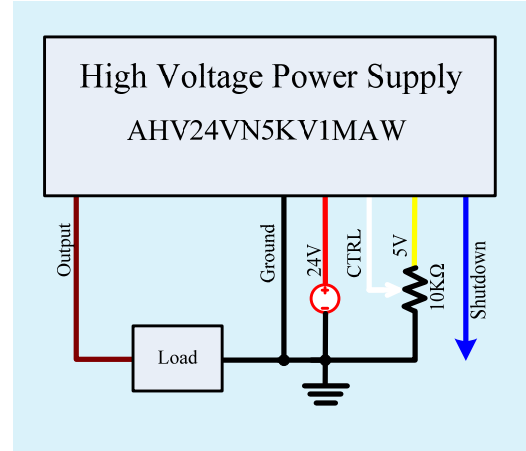 High Voltage Power Supply
AHV24VN5KV1MAW
Output
Ground
24V
CTRL
5V
10KΩ
Shutdown
Load